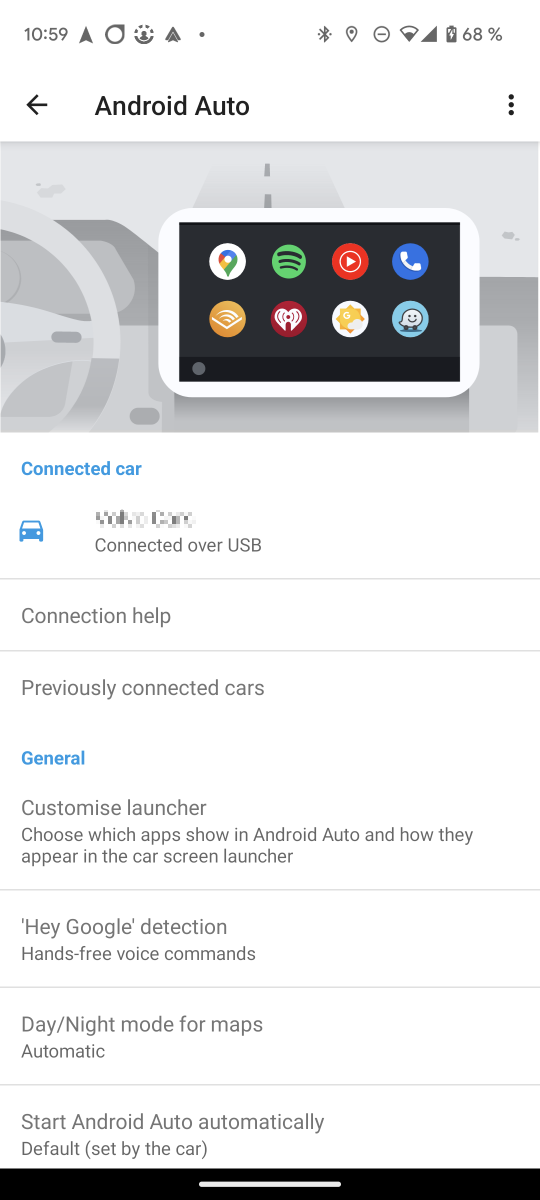 10:59
68 %
Android Auto
Connected car
Connected over USB
Connection help
Previously connected cars
General
Customise launcher
Choose which apps show in Android Auto and how they
appear in the car screen launcher
'Hey Google' detection
Hands-free voice commands
Day/Night mode for maps
Automatic
Start Android Auto automatically
Default (set by the car)